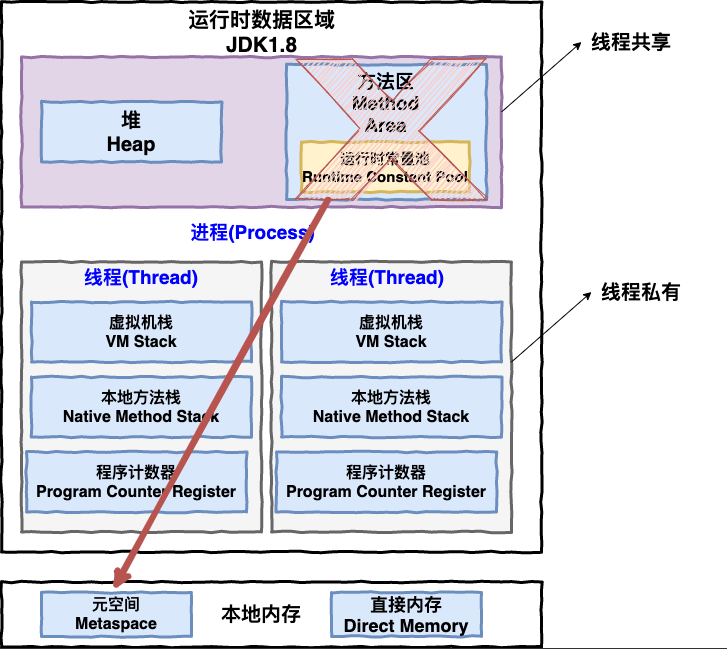 运行时数据区域
JDK1.8
线程共享
堆
Heap
方法区
Method
Area
运行时常量池
Runtime Constant Pool
进程(Process)
线程(Thread)
虚拟机栈
VM Stack
本地方法栈
Native Method Stack
程序计数器
Program Counter Register
线程(Thread)
虚拟机栈
VM Stack
本地方法栈
Native Method Stack
程序计数器
Program Counter Register
线程私有
元空间
Metaspace
本地内存
直接内存
Direct Memory